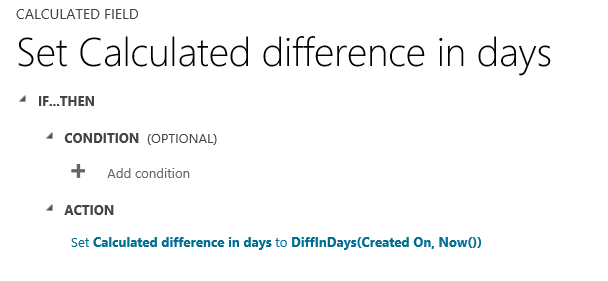 CALCULATED FIELD
Set Calculated difference in days
IF...THEN
CONDITION (OPTIONAL)
Add condition
ACTION
Set Calculated difference in days to DiffInDays(Created On, Now())